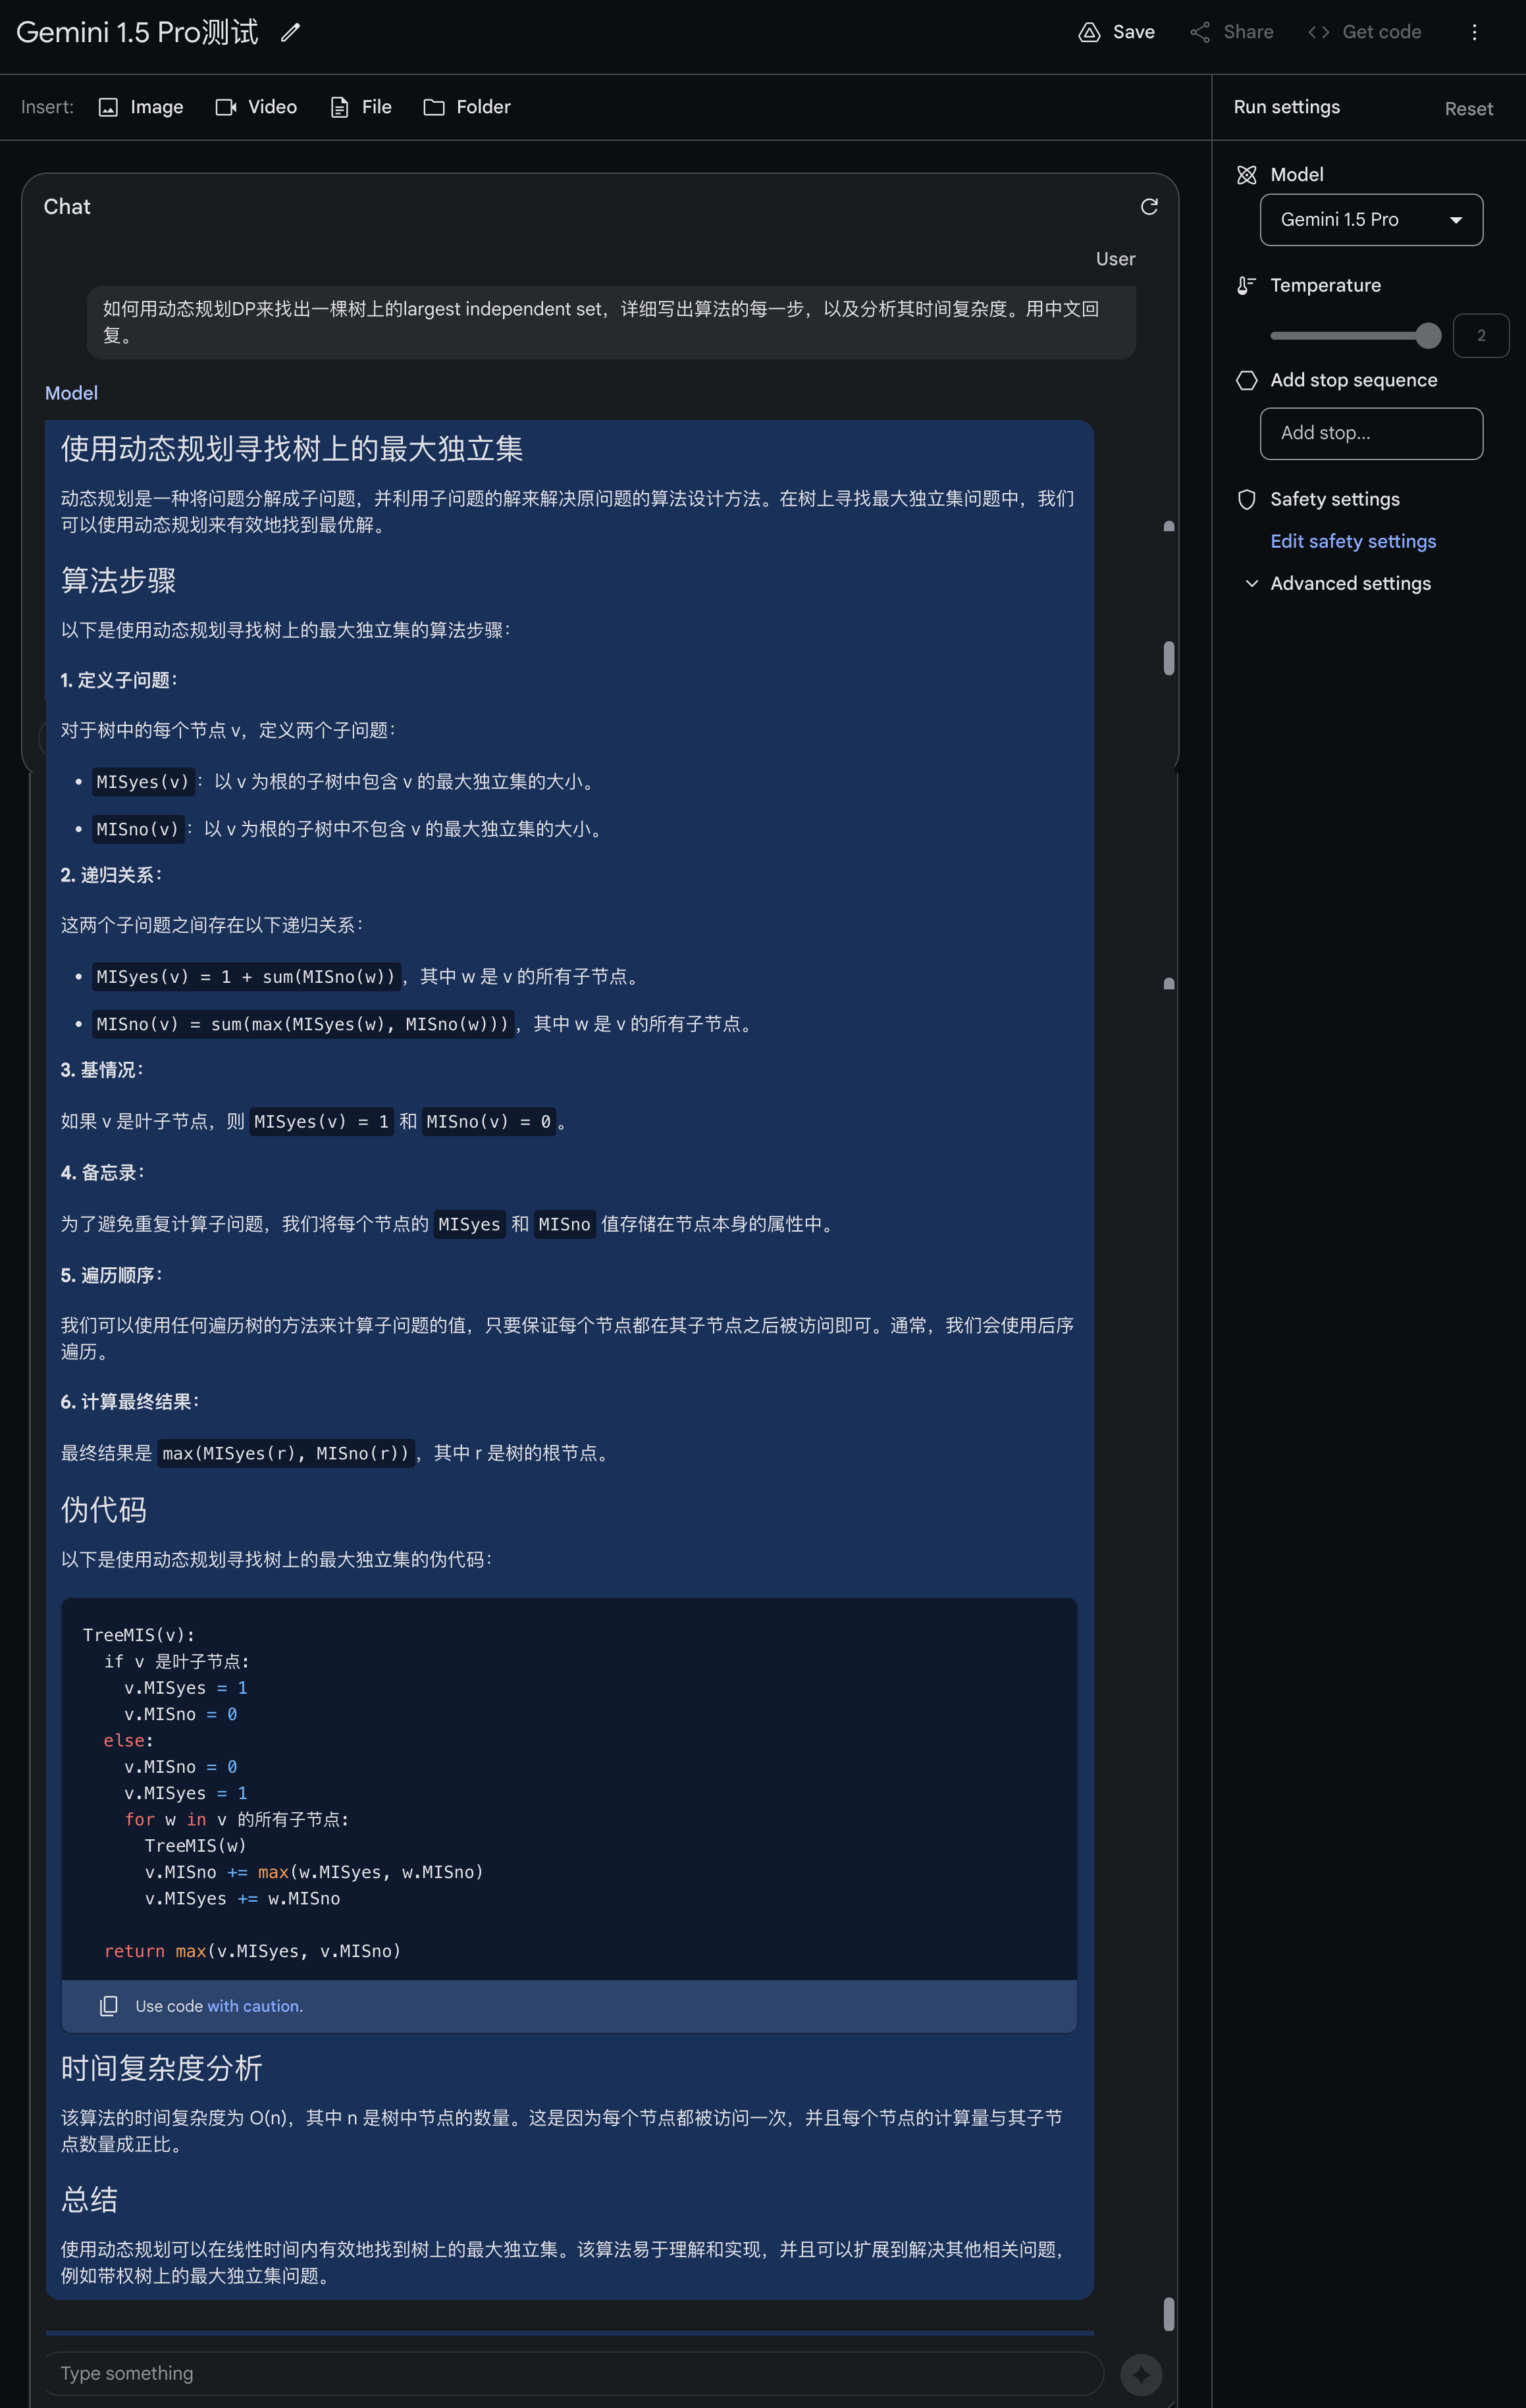 Gemini 1.5 Pro测试
Save
Share
Get code
Insert:
Image
Video
File
Folder
Run settings
Reset
Chat
User
如何用动态规划DP来找出一棵树上的largest independent set，详细写出算法的每一步，以及分析其时间复杂度。用中文回
复。
Model
使用动态规划寻找树上的最大独立集
动态规划是一种将问题分解成子问题，并利用子问题的解来解决原问题的算法设计方法。在树上寻找最大独立集问题中，我们
可以使用动态规划来有效地找到最优解。
算法步骤
以下是使用动态规划寻找树上的最大独立集的算法步骤：
1. 定义子问题：
对于树中的每个节点 v，定义两个子问题：
• MISyes(v)：以 v 为根的子树中包含 v 的最大独立集的大小。
• MISno(v)：以 v 为根的子树中不包含 v 的最大独立集的大小。
2. 递归关系：
这两个子问题之间存在以下递归关系：
• MISyes(v) = 1 + sum(MISno(w))，其中 w 是 v 的所有子节点。
• MISno(v) = sum(max(MISyes(w), MISno(w)))，其中 w 是 v 的所有子节点。
3. 基情况：
如果 v 是叶子节点，则 MISyes(v) = 1 和 MISno(v) = 0。
4. 备忘录：
为了避免重复计算子问题，我们将每个节点的 MISyes 和 MISno 值存储在节点本身的属性中。
5. 遍历顺序：
我们可以使用任何遍历树的方法来计算子问题的值，只要保证每个节点都在其子节点之后被访问即可。通常，我们会使用后序
遍历。
6. 计算最终结果：
最终结果是 max(MISyes(r), MISno(r))，其中 r 是树的根节点。
伪代码
以下是使用动态规划寻找树上的最大独立集的伪代码：
TreeMIS(v):
  if v 是叶子节点:
    v.MISyes = 1
    v.MISno = 0
  else:
    v.MISno = 0
    v.MISyes = 1
    for w in v 的所有子节点:
      TreeMIS(w)
      v.MISno += max(w.MISyes, w.MISno)
      v.MISyes += w.MISno
  return max(v.MISyes, v.MISno)
Use code with caution.
时间复杂度分析
该算法的时间复杂度为 O(n)，其中 n 是树中节点的数量。这是因为每个节点都被访问一次，并且每个节点的计算量与其子节
点数量成正比。
总结
使用动态规划可以在线性时间内有效地找到树上的最大独立集。该算法易于理解和实现，并且可以扩展到解决其他相关问题，
例如带权树上的最大独立集问题。
Type something
Model
Gemini 1.5 Pro
Temperature
2
Add stop sequence
Add stop...
Safety settings
Edit safety settings
Advanced settings